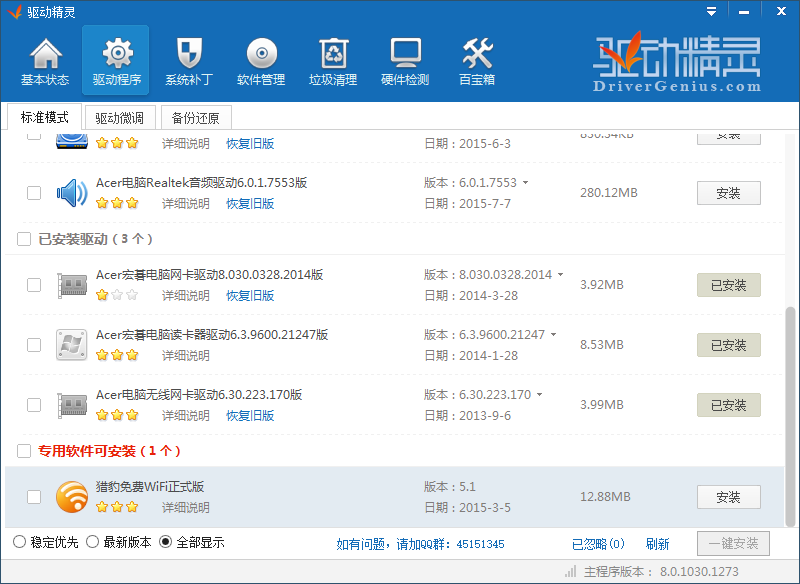 驱动精灵
基本状态 驱动程序 系统补丁 软件管理 垃圾清理 硬件检测 百宝箱
驱动精灵
DriverGenius.com
标准模式 驱动微调 备份还原
详细说明 恢复旧版 日期：2015-6-3 830.34KB 安装
Acer电脑Realtek音频驱动6.0.1.7553版 版本：6.0.1.7553
详细说明 恢复旧版 日期：2015-7-7 280.12MB 安装
已安装驱动（3 个）
Acer宏碁电脑网卡驱动8.030.0328.2014版 版本：8.030.0328.2014
详细说明 恢复旧版 日期：2014-3-28 3.92MB 已安装
Acer宏碁电脑读卡器驱动6.3.9600.21247版 版本：6.3.9600.21247
详细说明 日期：2014-1-28 8.53MB 已安装
Acer电脑无线网卡驱动6.30.223.170版 版本：6.30.223.170
详细说明 恢复旧版 日期：2013-9-6 3.99MB 已安装
专用软件可安装（1 个）
猎豹免费WiFi正式版 版本：5.1
详细说明 日期：2015-3-5 12.88MB 安装
稳定优先 最新版本 全部显示 如有问题，请加QQ群：45151345 已忽略(0) 刷新 一键安装
主程序版本： 8.0.1030.1273